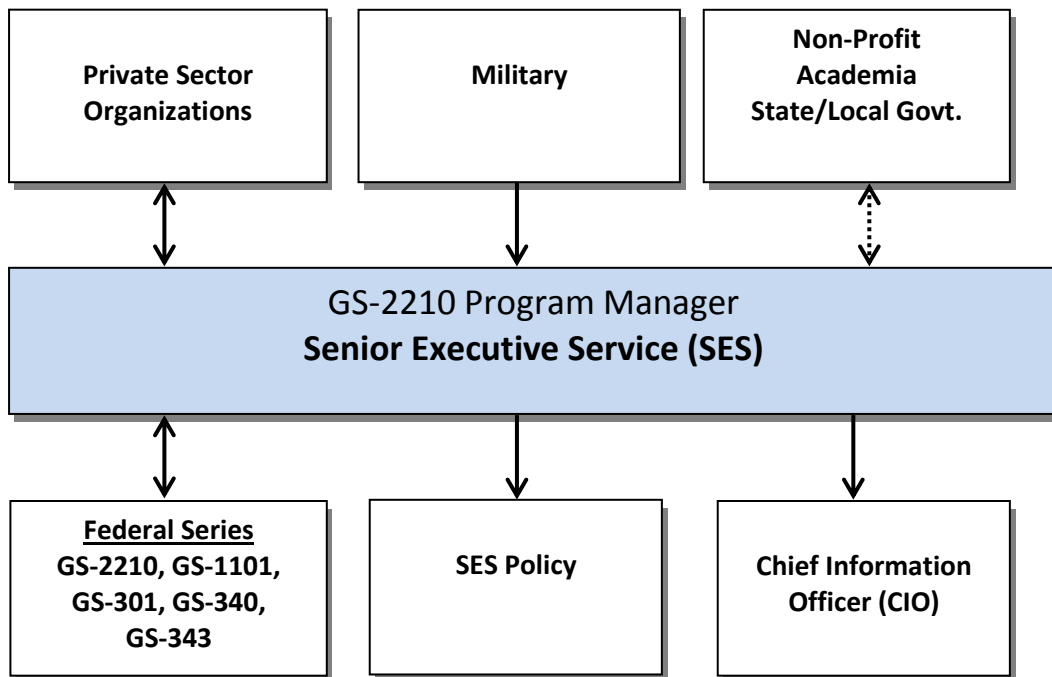 Private Sector
Organizations
Military
Non-Profit
Academia
State/Local Govt.
GS-2210 Program Manager
Senior Executive Service (SES)
Federal Series
GS-2210, GS-1101,
GS-301, GS-340,
GS-343
SES Policy
Chief Information
Officer (CIO)